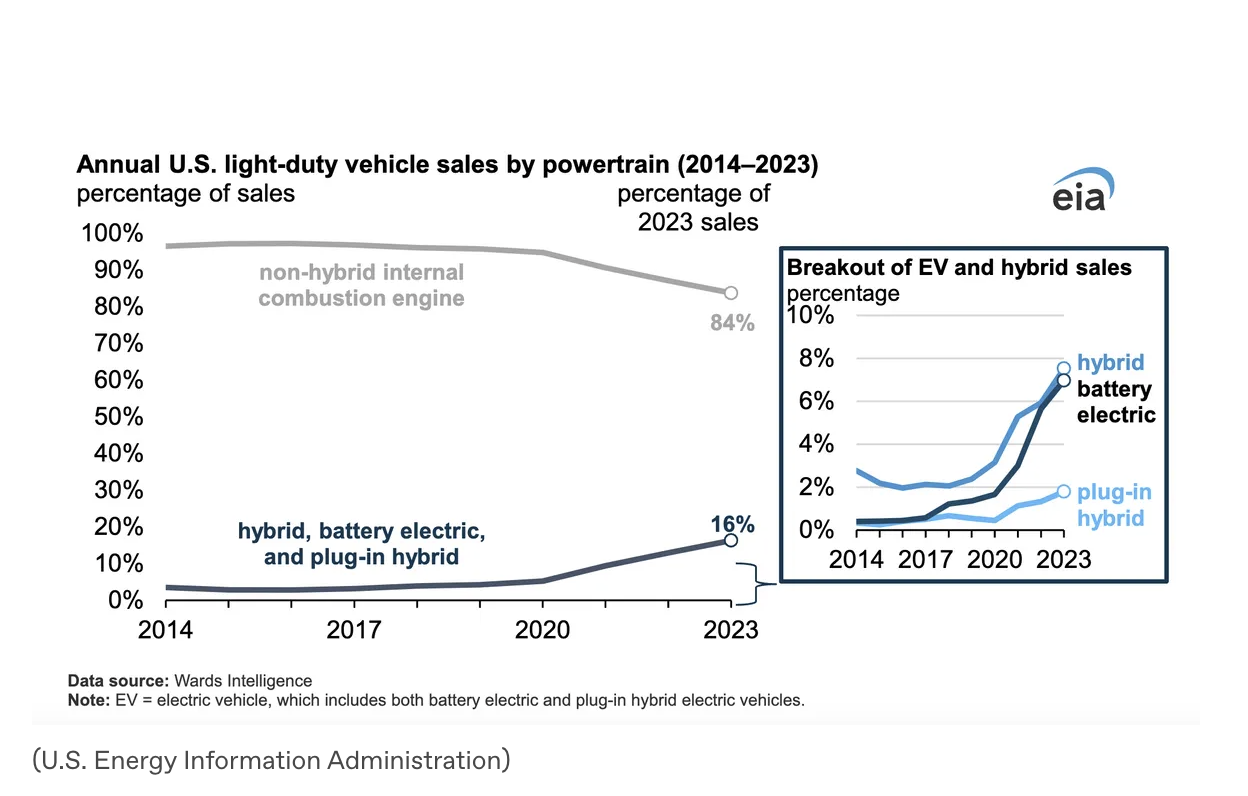 Annual U.S. light-duty vehicle sales by powertrain (2014–2023)
percentage of sales
percentage of
2023 sales
eia
100%
90%
80%
70%
60%
50%
40%
30%
20%
10%
0%
non-hybrid internal
combustion engine
84%
hybrid, battery electric,
and plug-in hybrid
16%
2014
2017
2020
2023
Breakout of EV and hybrid sales
percentage
10%
8%
6%
4%
2%
0%
hybrid
battery
electric
plug-in
hybrid
2014 2017 2020 2023
Data source: Wards Intelligence
Note: EV = electric vehicle, which includes both battery electric and plug-in hybrid electric vehicles.
(U.S. Energy Information Administration)